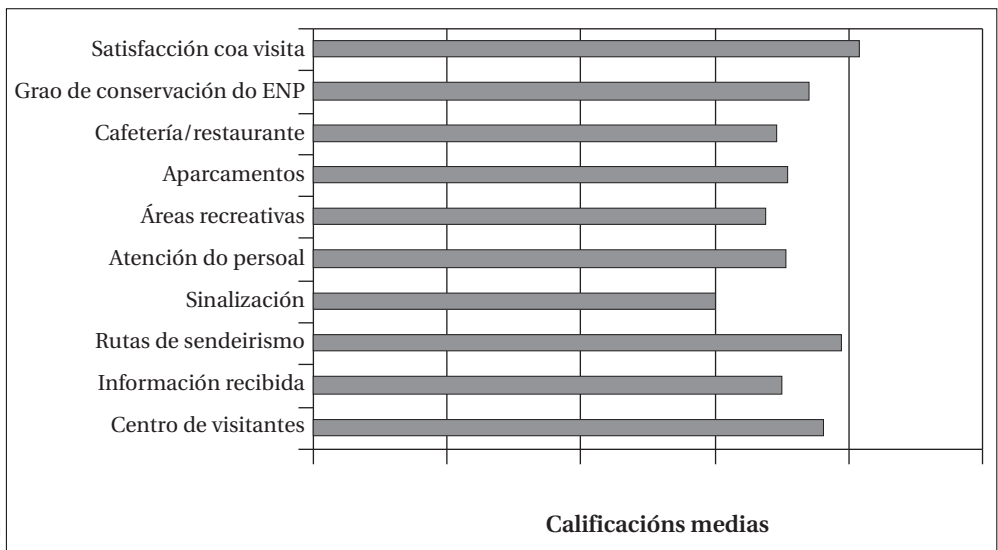 Satisfacción coa visita
Grao de conservación do ENP
Cafetería/restaurante
Aparcamentos
Áreas recreativas
Atención do persoal
Sinalización
Rutas de sendeirismo
Información recibida
Centro de visitantes
Calificacións medias